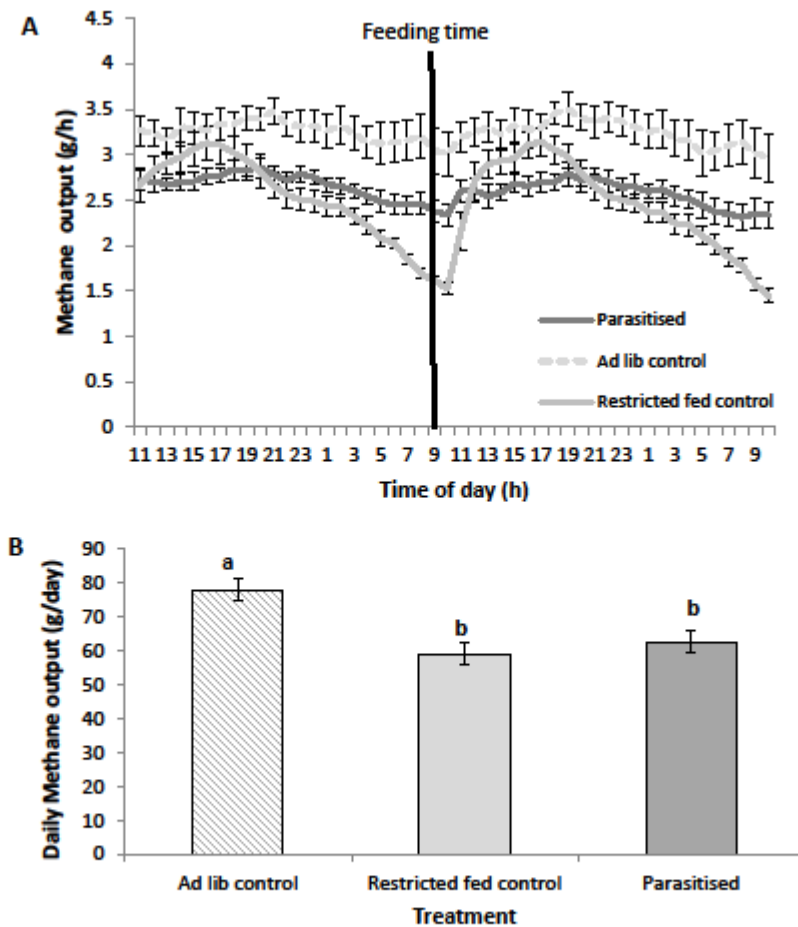 A
Feeding time
Methane output (g/h)
4.5
4
3.5
3
2.5
2
1.5
1
0.5
0
Parasitised
Ad lib control
Restricted fed control
11 13 15 17 19 21 23 1 3 5 7 9 11 13 15 17 19 21 23 1 3 5 7 9
Time of day (h)
B
Daily Methane output (g/day)
90
80
70
60
50
40
30
20
10
0
a
b
b
Ad lib control Restricted fed control Parasitised
Treatment